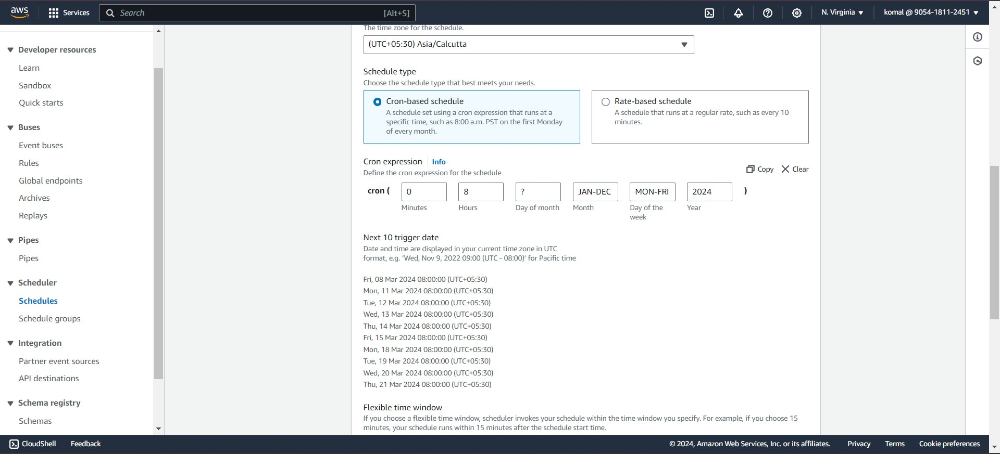 aws
Services
Search
[Alt+S]
N. Virginia
komal @ 9054-1811-2451
Developer resources
Learn
Sandbox
Quick starts
Buses
Event buses
Rules
Global endpoints
Archives
Replays
Pipes
Pipes
Scheduler
Schedules
Schedule groups
Integration
Partner event sources
API destinations
Schema registry
Schemas
The time zone for the schedule.
(UTC+05:30) Asia/Calcutta
Schedule type
Choose the schedule type that best meets your needs.
Cron-based schedule
A schedule set using a cron expression that runs at a
specific time, such as 8:00 a.m. PST on the first Monday
of every month.
Rate-based schedule
A schedule that runs at a regular rate, such as every 10
minutes.
Cron expression
Info
Define the cron expression for the schedule
Copy
Clear
cron ( 0 8 ? JAN-DEC MON-FRI 2024 )
Minutes Hours Day of month Month Day of the Year
week
Next 10 trigger date
Date and time are displayed in your current time zone in UTC
format, e.g. ‘Wed, Nov 9, 2022 09:00 (UTC - 08:00)’ for Pacific time
Fri, 08 Mar 2024 08:00:00 (UTC+05:30)
Mon, 11 Mar 2024 08:00:00 (UTC+05:30)
Tue, 12 Mar 2024 08:00:00 (UTC+05:30)
Wed, 13 Mar 2024 08:00:00 (UTC+05:30)
Thu, 14 Mar 2024 08:00:00 (UTC+05:30)
Fri, 15 Mar 2024 08:00:00 (UTC+05:30)
Mon, 18 Mar 2024 08:00:00 (UTC+05:30)
Tue, 19 Mar 2024 08:00:00 (UTC+05:30)
Wed, 20 Mar 2024 08:00:00 (UTC+05:30)
Thu, 21 Mar 2024 08:00:00 (UTC+05:30)
Flexible time window
If you choose a flexible time window, scheduler invokes your schedule within the time window you specify. For example, if you choose 15
minutes, your schedule runs within 15 minutes after the schedule start time.
CloudShell
Feedback
© 2024, Amazon Web Services, Inc. or its affiliates.
Privacy
Terms
Cookie preferences